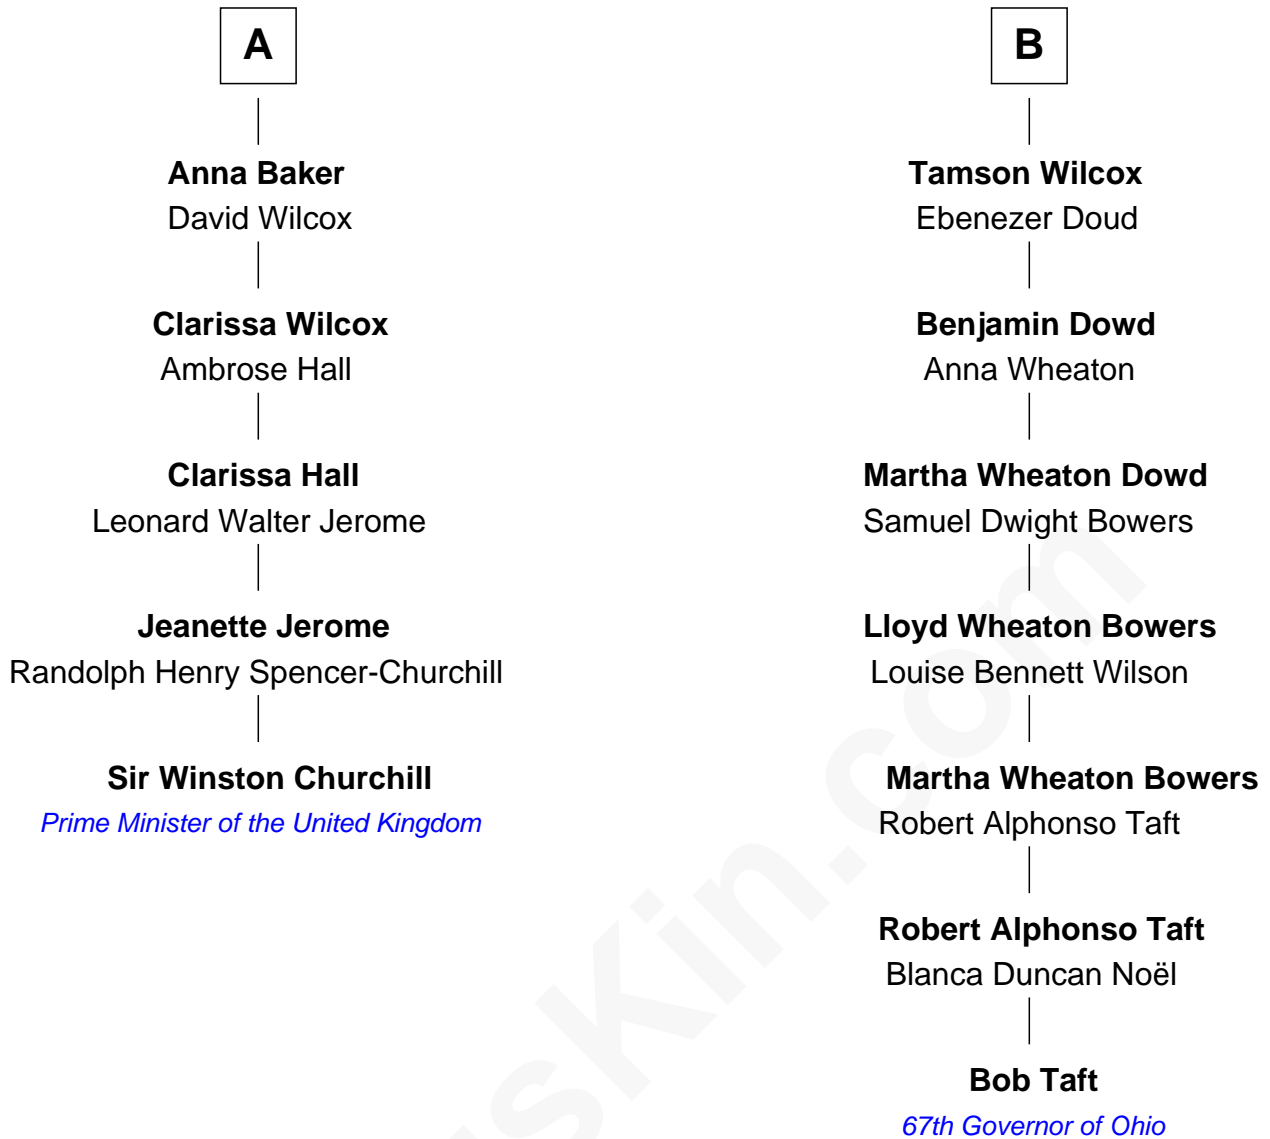 A
Anna Baker
David Wilcox
Clarissa Wilcox
Ambrose Hall
Clarissa Hall
Leonard Walter Jerome
Jeanette Jerome
Randolph Henry Spencer-Churchill
Sir Winston Churchill
Prime Minister of the United Kingdom
B
Tamson Wilcox
Ebenezer Doud
Benjamin Dowd
Anna Wheaton
Martha Wheaton Dowd
Samuel Dwight Bowers
Lloyd Wheaton Bowers
Louise Bennett Wilson
Martha Wheaton Bowers
Robert Alphonso Taft
Robert Alphonso Taft
Blanca Duncan Noël
Bob Taft
67th Governor of Ohio
sKin.com